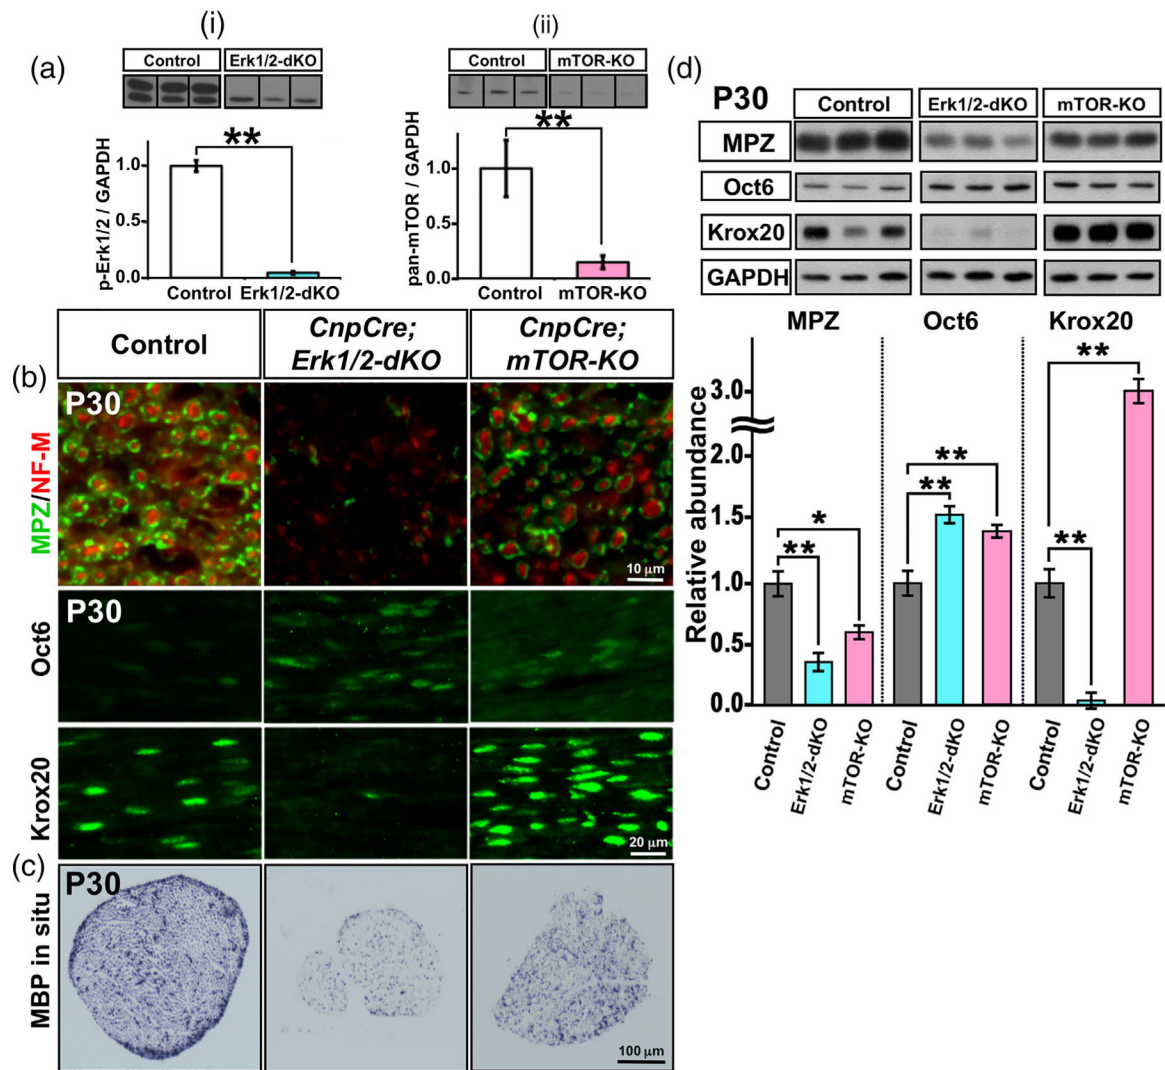 (i)
(a)
Control
Erk1/2-dKO
**
p-Erk1/2 / GAPDH
1.0
0.5
0.0
Control
Erk1/2-dKO
(ii)
Control
mTOR-KO
**
pan-mTOR / GAPDH
1.0
0.5
0.0
Control
mTOR-KO
(b)
Control
CnpCre;
Erk1/2-dKO
CnpCre;
mTOR-KO
MPZ/NF-M
P30
10 µm
Oct6
P30
Krox20
20 µm
(c)
MBP in situ
P30
100 µm
(d)
P30
Control
Erk1/2-dKO
mTOR-KO
MPZ
Oct6
Krox20
GAPDH
MPZ
Oct6
Krox20
Relative abundance
3.0
2.0
1.5
1.0
0.5
0.0
*
**
**
**
**
**
Control
Erk1/2-dKO
mTOR-KO
Control
Erk1/2-dKO
mTOR-KO
Control
Erk1/2-dKO
mTOR-KO